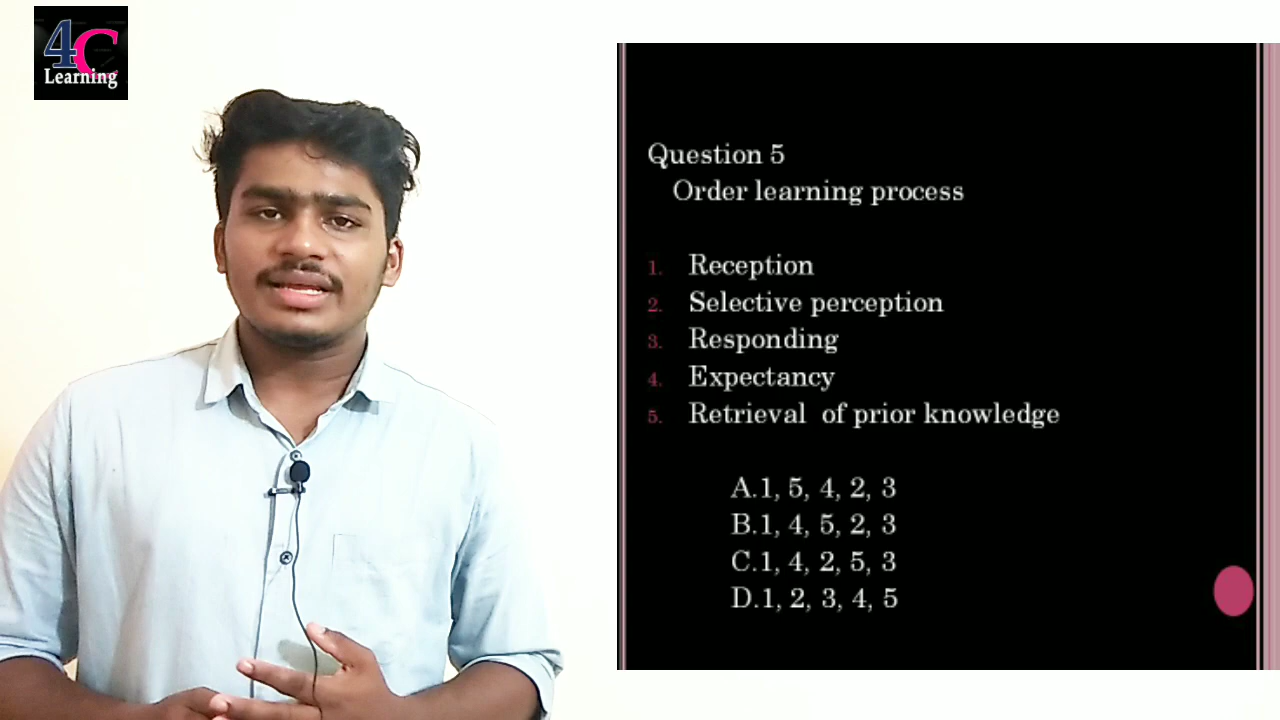 4C
Learning
Question 5
Order learning process
1. Reception
2. Selective perception
3. Responding
4. Expectancy
5. Retrieval of prior knowledge
A.1, 5, 4, 2, 3
B.1, 4, 5, 2, 3
C.1, 4, 2, 5, 3
D.1, 2, 3, 4, 5